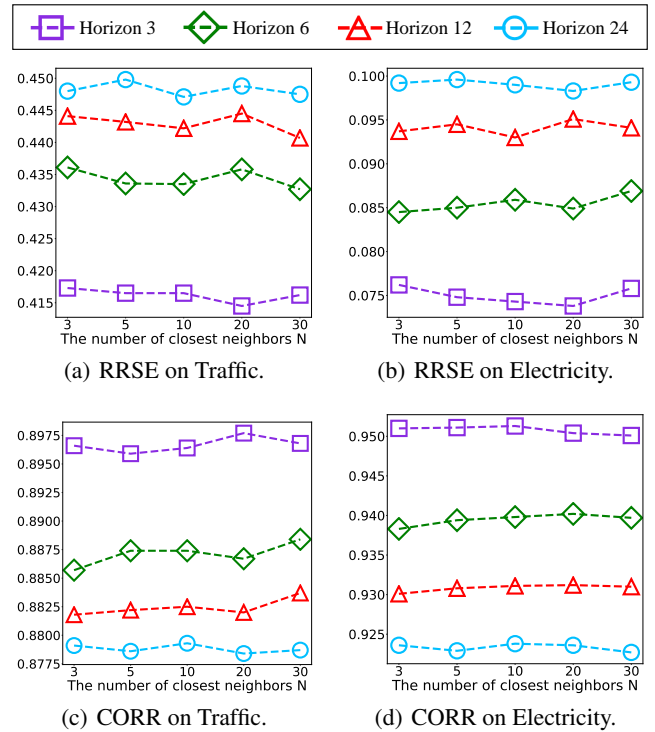 Horizon 3 Horizon 6 Horizon 12 Horizon 24
0.450
0.445
0.440
0.435
0.430
0.425
0.420
0.415
3 5 10 20 30
The number of closest neighbors N
(a) RRSE on Traffic.
0.100
0.095
0.090
0.085
0.080
0.075
3 5 10 20 30
The number of closest neighbors N
(b) RRSE on Electricity.
0.8975
0.8950
0.8925
0.8900
0.8875
0.8850
0.8825
0.8800
0.8775
3 5 10 20 30
The number of closest neighbors N
(c) CORR on Traffic.
0.950
0.945
0.940
0.935
0.930
0.925
3 5 10 20 30
The number of closest neighbors N
(d) CORR on Electricity.